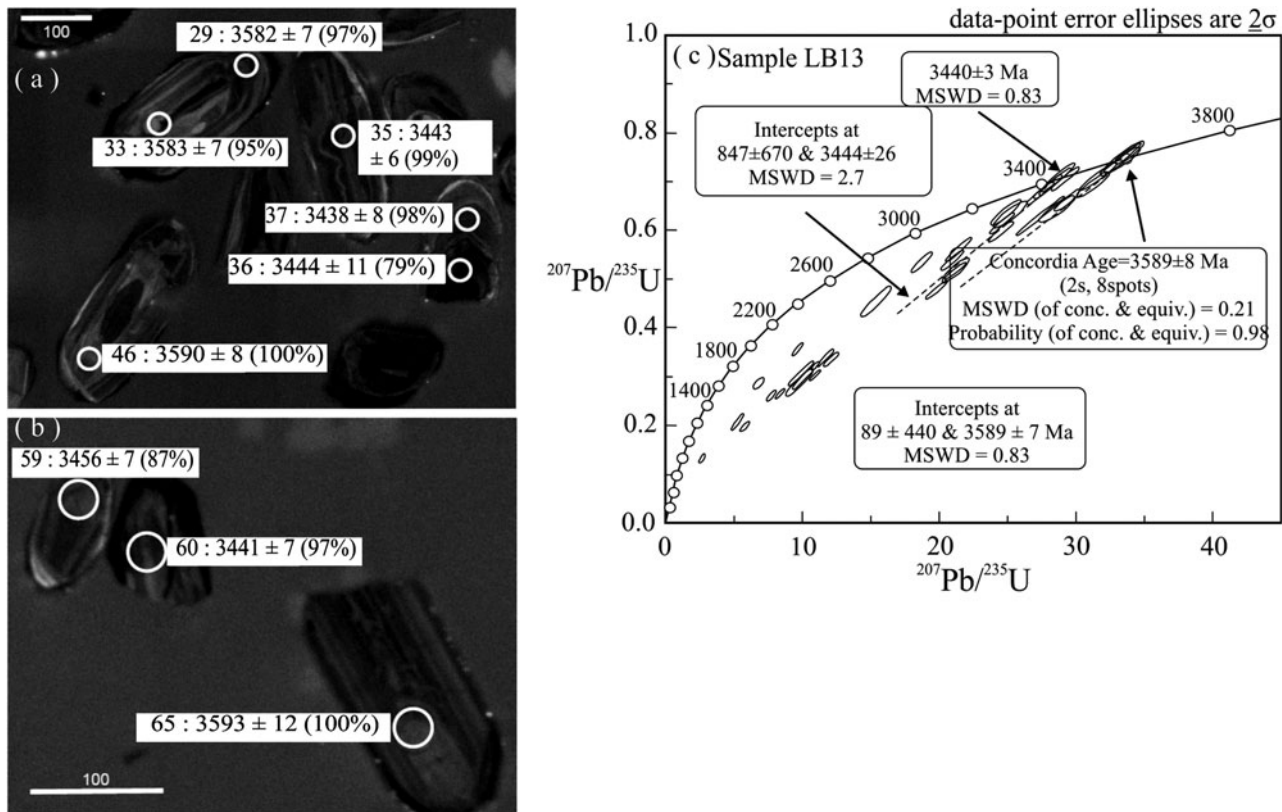 100
( a )
29 : 3582 ± 7 (97%)
33 : 3583 ± 7 (95%)
35 : 3443
± 6 (99%)
37 : 3438 ± 8 (98%)
36 : 3444 ± 11 (79%)
46 : 3590 ± 8 (100%)
( b )
59 : 3456 ± 7 (87%)
60 : 3441 ± 7 (97%)
65 : 3593 ± 12 (100%)
100
data-point error ellipses are 2σ
( c ) Sample LB13
3440±3 Ma
MSWD = 0.83
Intercepts at
847±670 & 3444±26
MSWD = 2.7
Concordia Age=3589±8 Ma
(2s, 8spots)
MSWD (of conc. & equiv.) = 0.21
Probability (of conc. & equiv.) = 0.98
Intercepts at
89 ± 440 & 3589 ± 7 Ma
MSWD = 0.83
3800
3400
3000
2600
2200
1800
1400
1.0
0.8
0.6
0.4
0.2
0.0
²⁰⁷Pb/²³⁵U
0 10 20 30 40
²⁰⁷Pb/²³⁵U